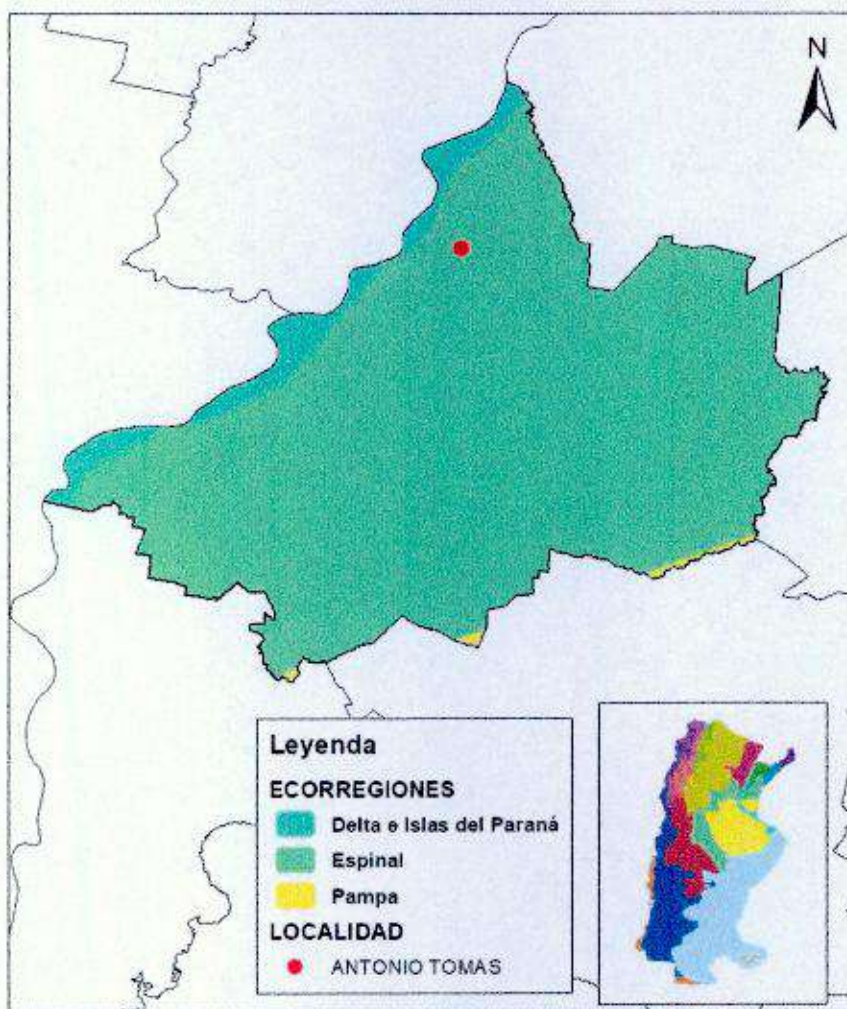 N
Leyenda
ECORREGIONES
Delta e Islas del Paraná
Espinal
Pampa
LOCALIDAD
ANTONIO TOMAS